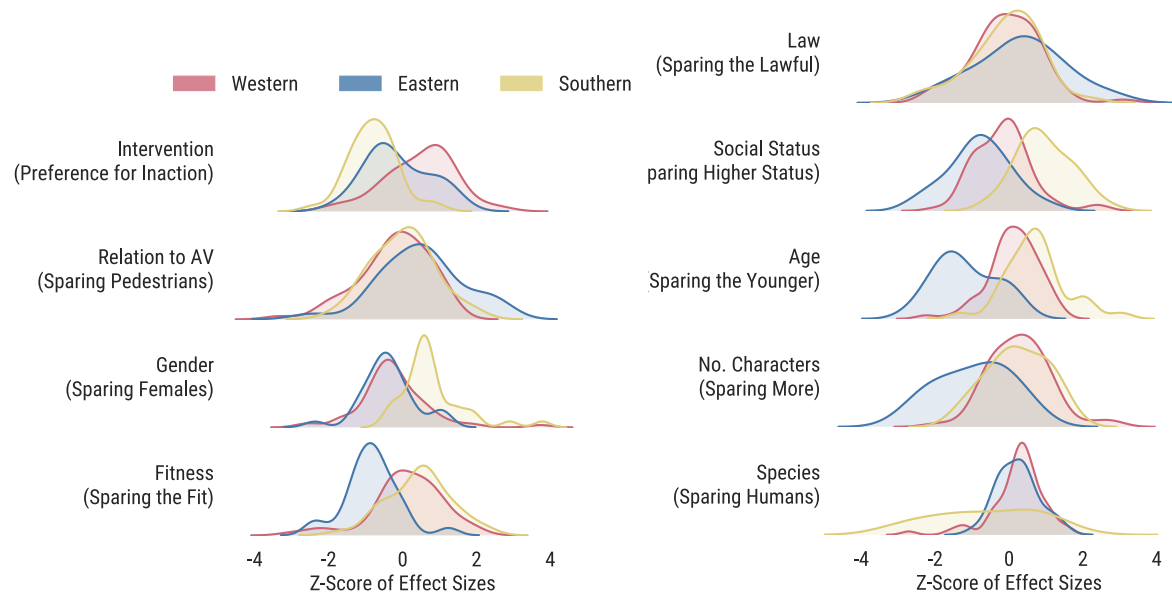 Western Eastern Southern
Intervention
(Preference for Inaction)
Relation to AV
(Sparing Pedestrians)
Gender
(Sparing Females)
Fitness
(Sparing the Fit)
-4 -2 0 2 4
Z-Score of Effect Sizes
Law
(Sparing the Lawful)
Social Status
paring Higher Status)
Age
Sparing the Younger)
No. Characters
(Sparing More)
Species
(Sparing Humans)
-4 -2 0 2 4
Z-Score of Effect Sizes